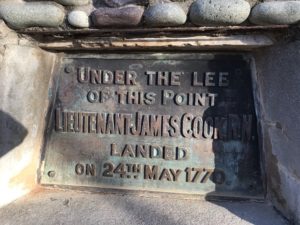 UNDER THE LEE
OF THIS POINT
LIEUTENANT JAMES COOK R.N.
LANDED
ON 24TH MAY 1770.